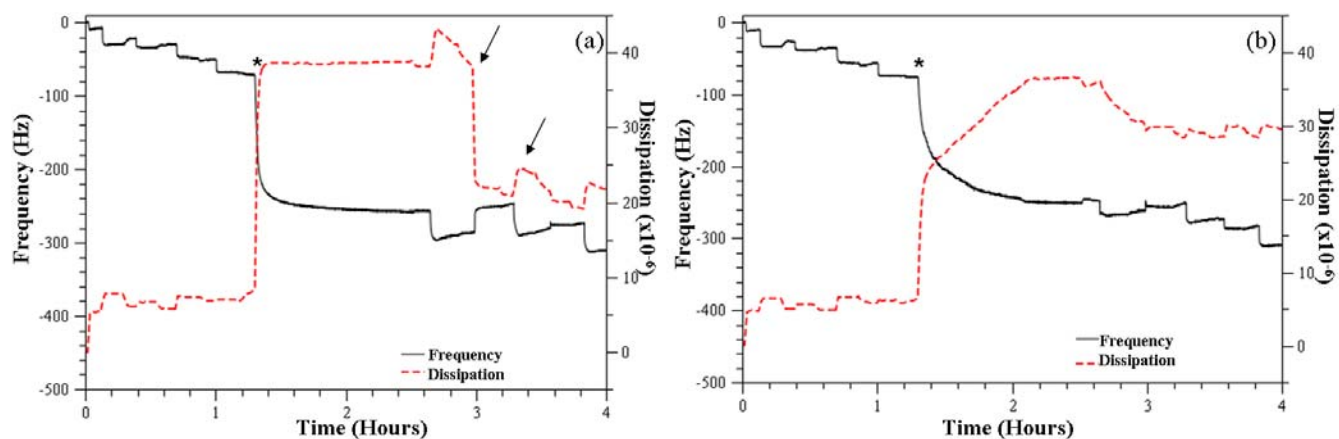 (a)
*
Frequency (Hz)
0
-100
-200
-300
-400
-500
Dissipation (x10-6)
40
30
20
10
0
Frequency
Dissipation
0
1
2
3
4
Time (Hours)
(b)
*
Frequency (Hz)
0
-100
-200
-300
-400
-500
Dissipation (x10-6)
40
30
20
10
0
Frequency
Dissipation
0
1
2
3
4
Time (Hours)